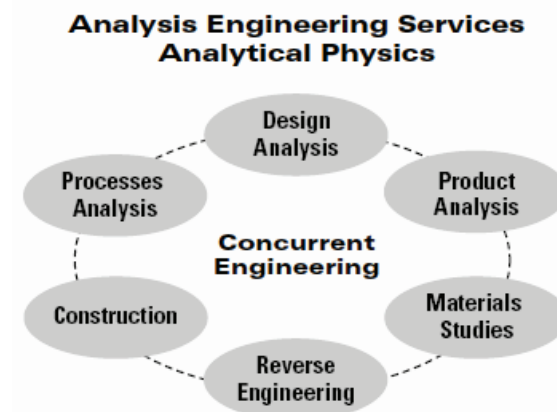 Analysis Engineering Services
Analytical Physics
Design
Analysis
Processes
Analysis
Product
Analysis
Concurrent
Engineering
Construction
Materials
Studies
Reverse
Engineering